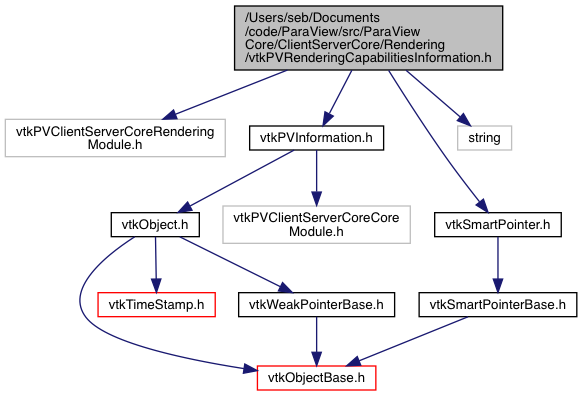 /Users/seb/Documents
/code/ParaView/src/ParaView
Core/ClientServerCore/Rendering
/vtkPVRenderingCapabilitiesInformation.h
vtkPVClientServerCoreRendering
Module.h
vtkPVInformation.h
string
vtkObject.h
vtkPVClientServerCoreCore
Module.h
vtkSmartPointer.h
vtkTimeStamp.h
vtkWeakPointerBase.h
vtkSmartPointerBase.h
vtkObjectBase.h